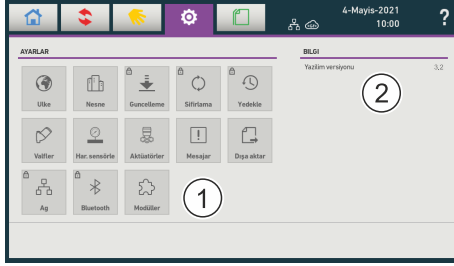 4-Mayis-2021
10:00
?
AYARLAR
BILGI
Yazilim versiyonu 3.2
Ulke Nesne Guncelleme Sifirlama Yedekle
Valfler Har. sensörle Aktüatörler Mesajar Dışa aktar
Ag Bluetooth Modüller
1
2